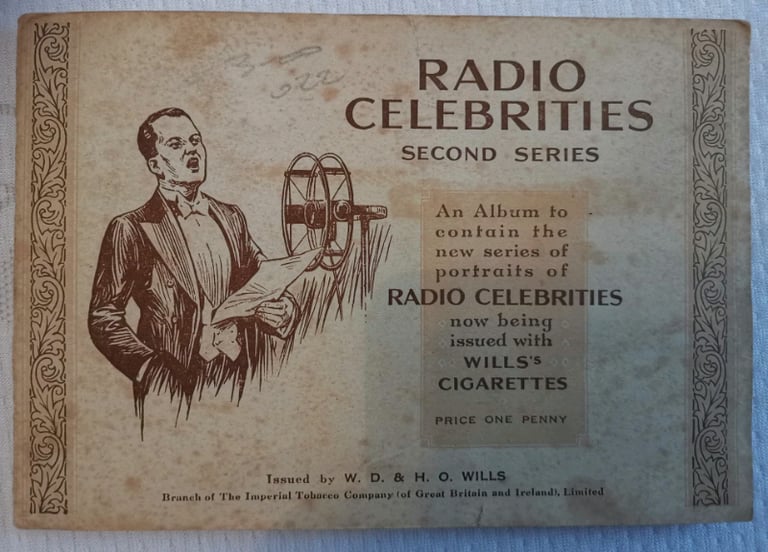 RADIO
CELEBRITIES
SECOND SERIES
An Album to
contain the
new series of
portraits of
RADIO CELEBRITIES
now being
issued with
WILLS's
CIGARETTES
PRICE ONE PENNY
Issued by W. D. & H. O. WILLS
Branch of The Imperial Tobacco Company (of Great Britain and Ireland), Limited